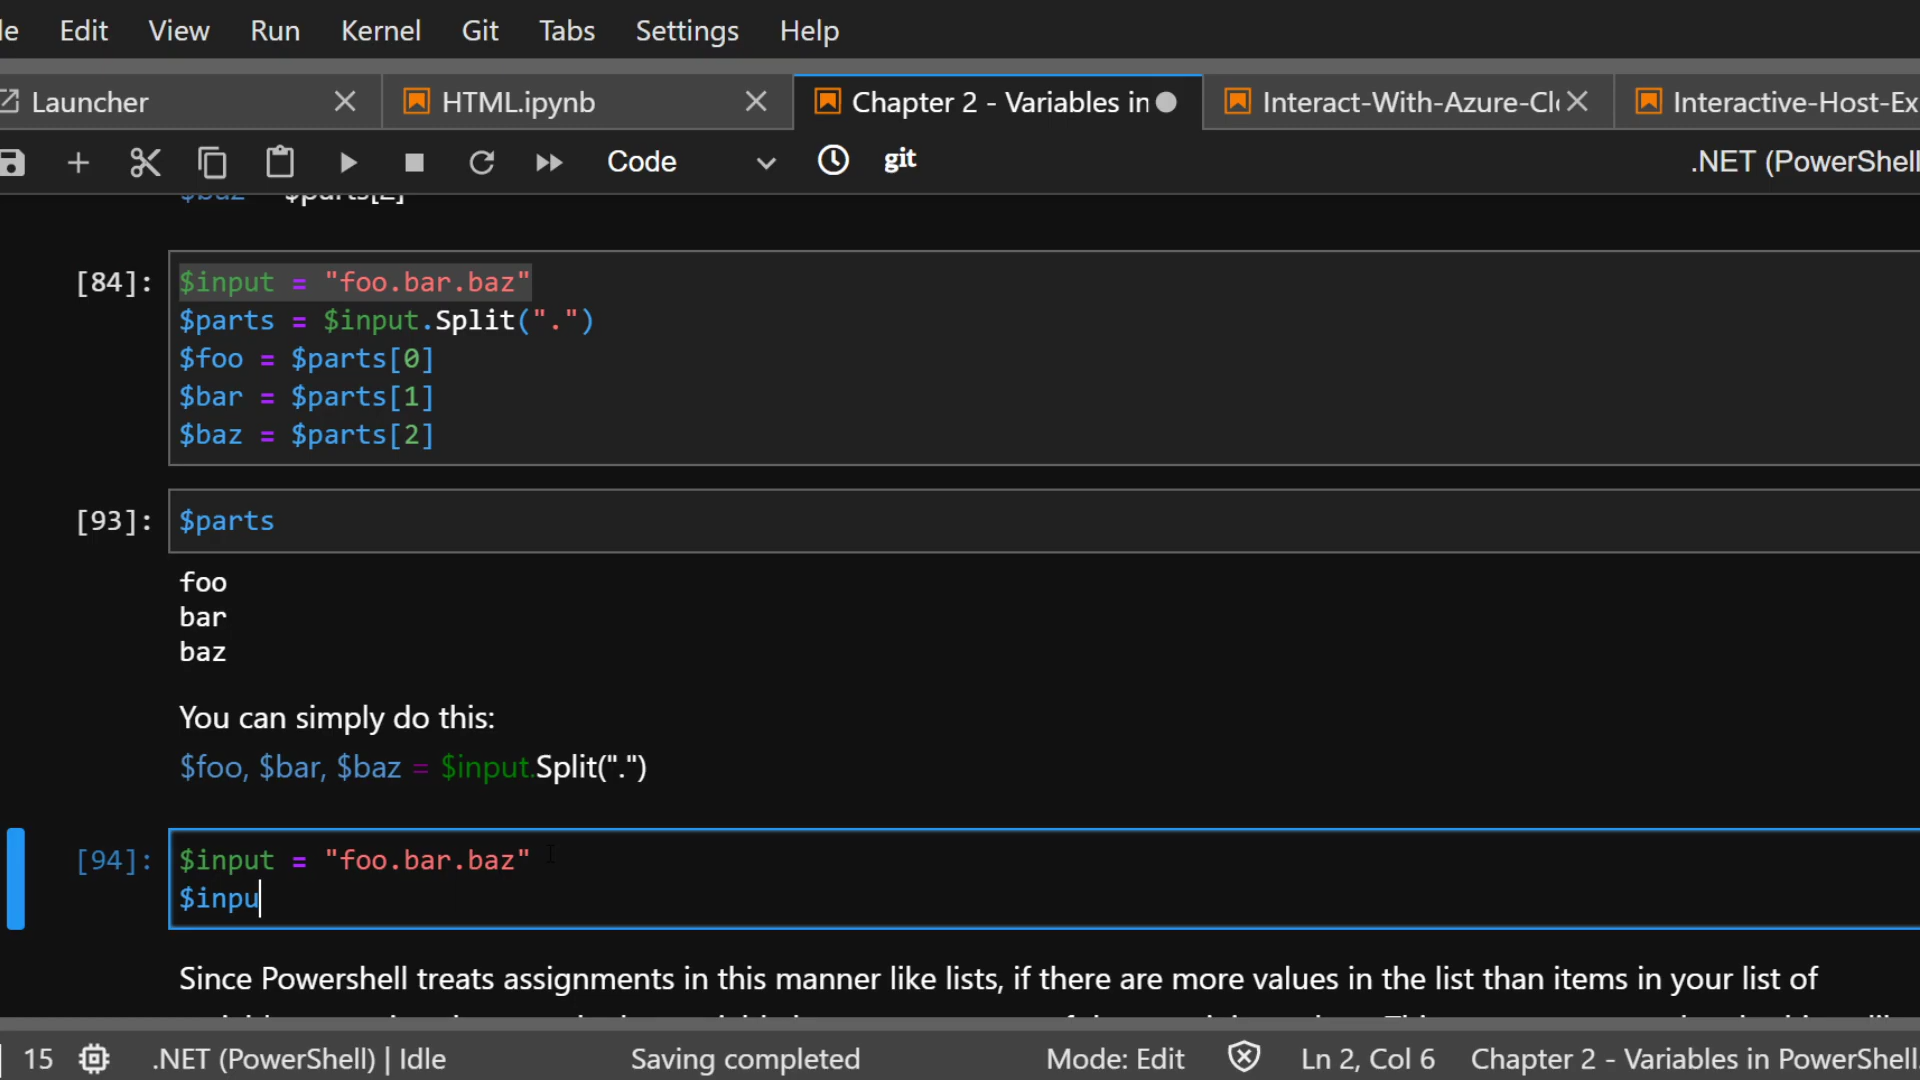 Edit View Run Kernel Git Tabs Settings Help
Launcher HTML.ipynb Chapter 2 - Variables in Interact-With-Azure-Cl Interactive-Host-Ex
Code git .NET (PowerShell
$baz $parts[2]
[84]: $input = "foo.bar.baz"
$parts = $input.Split(".")
$foo = $parts[0]
$bar = $parts[1]
$baz = $parts[2]
[93]: $parts
foo
bar
baz
You can simply do this:
$foo, $bar, $baz = $input.Split(".")
[94]: $input = "foo.bar.baz"
$inpu
Since Powershell treats assignments in this manner like lists, if there are more values in the list than items in your list of
15 .NET (PowerShell) | Idle Saving completed Mode: Edit Ln 2, Col 6 Chapter 2 - Variables in PowerShell